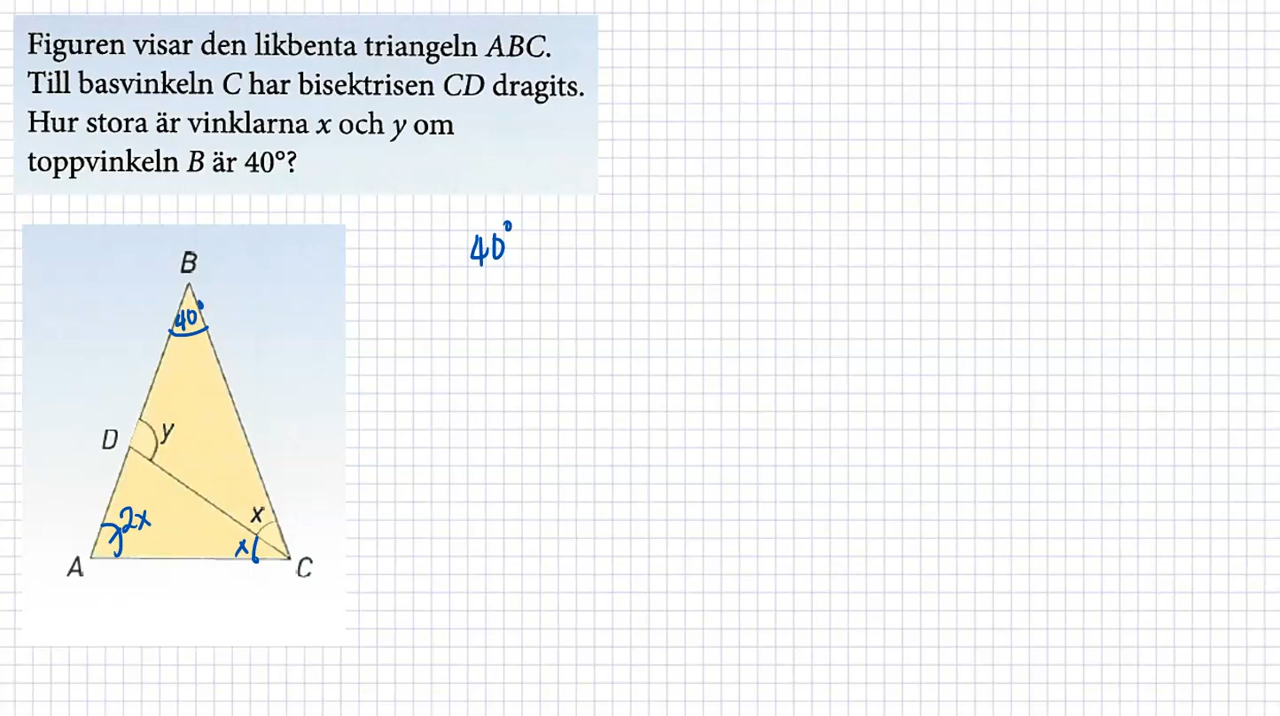 Figuren visar den likbenta triangeln ABC.
Till basvinkeln C har bisektrisen CD dragits.
Hur stora är vinklarna x och y om
toppvinkeln B är 40°?
40°
B
40°
D
y
2x
x
x
A
C